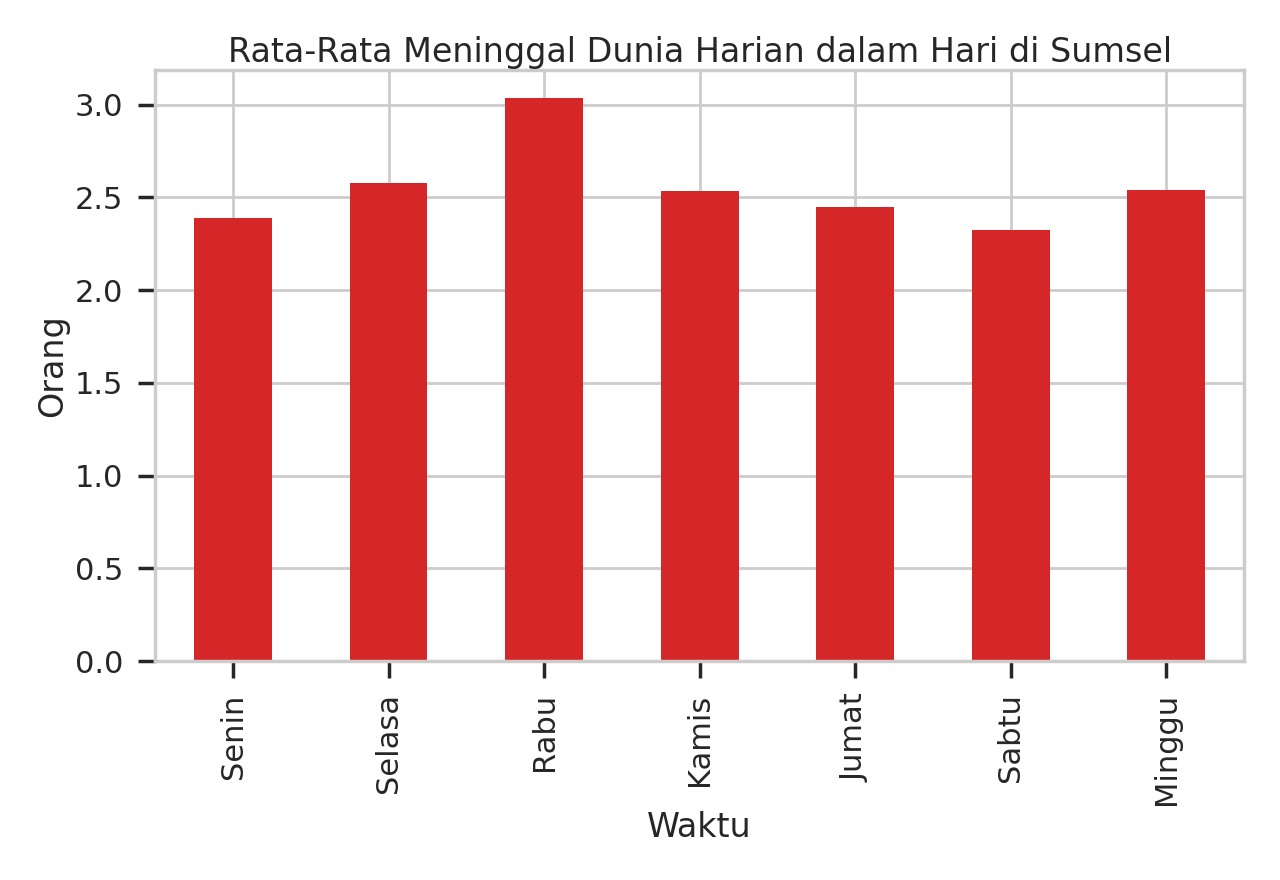 Rata-Rata Meninggal Dunia Harian dalam Hari di Sumsel
3.0
2.5
2.0
1.5
1.0
0.5
0.0
Orang
Senin
Selasa
Rabu
Kamis
Jumat
Sabtu
Minggu
Waktu